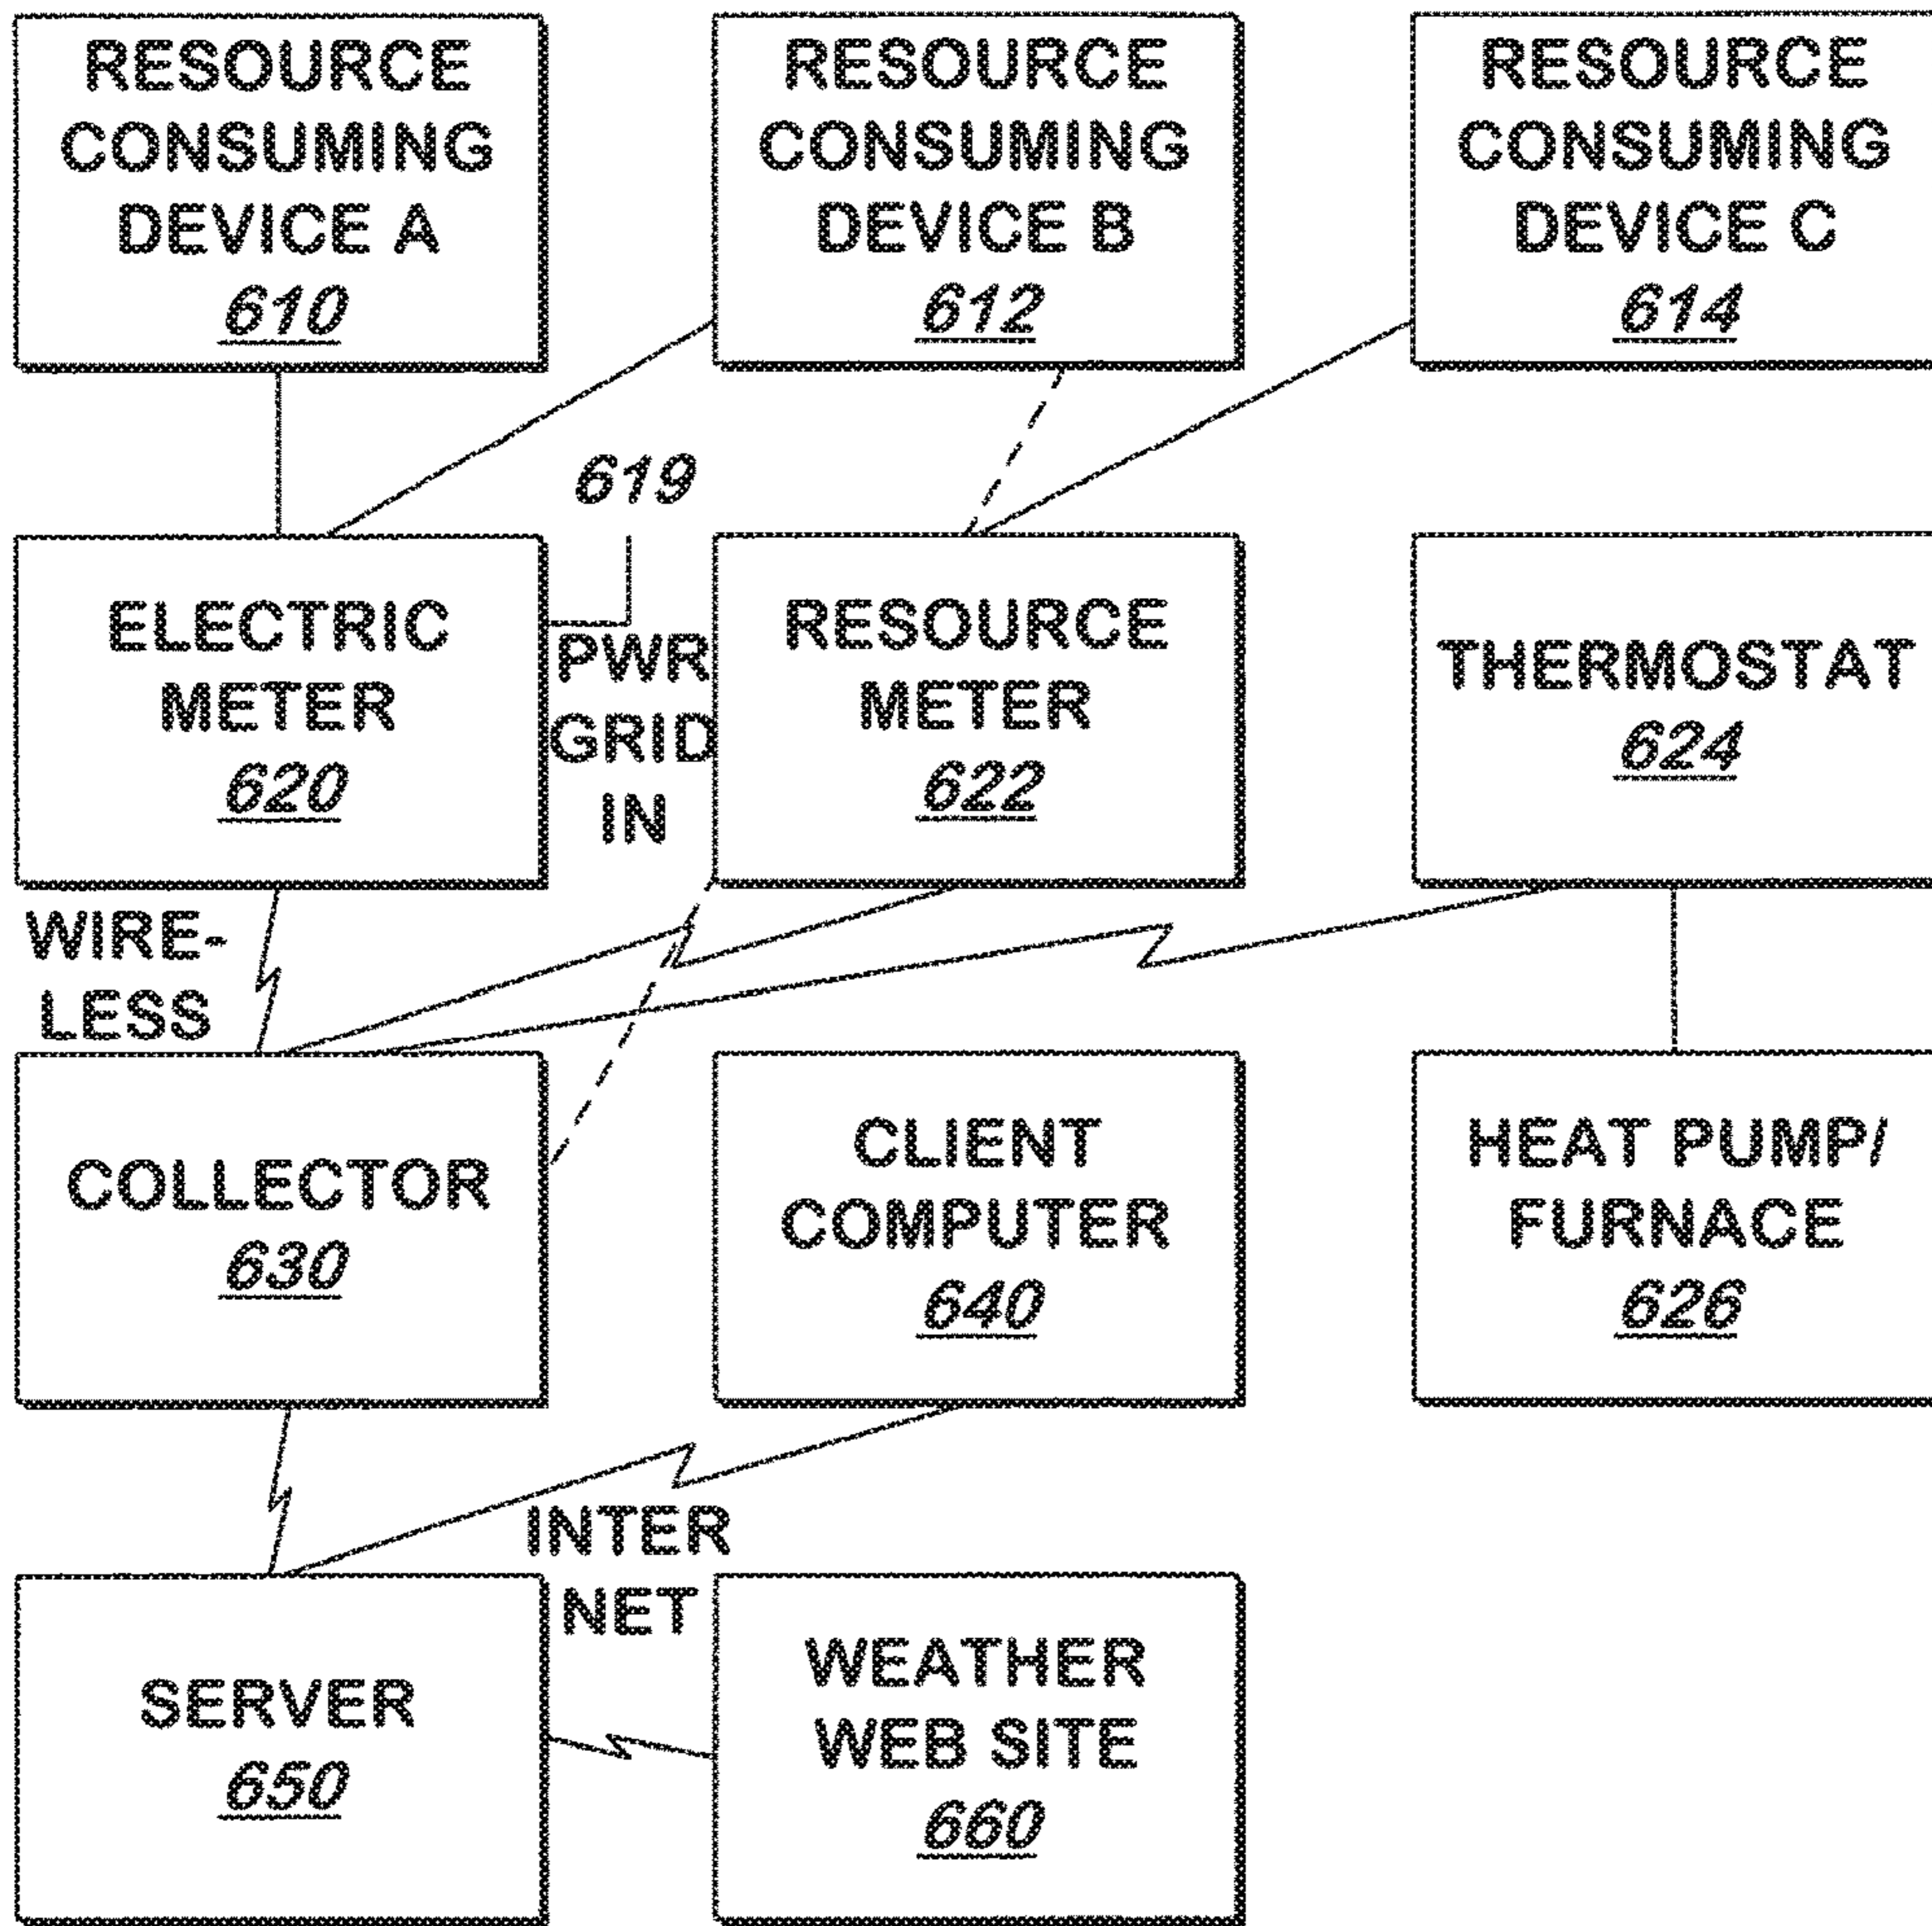 RESOURCE
CONSUMING
DEVICE A
610
RESOURCE
CONSUMING
DEVICE B
612
RESOURCE
CONSUMING
DEVICE C
614
619
ELECTRIC
METER
620
PWR
GRID
IN
RESOURCE
METER
622
THERMOSTAT
624
WIRE-
LESS
COLLECTOR
630
CLIENT
COMPUTER
640
HEAT PUMP/
FURNACE
626
INTER
NET
SERVER
650
WEATHER
WEB SITE
660